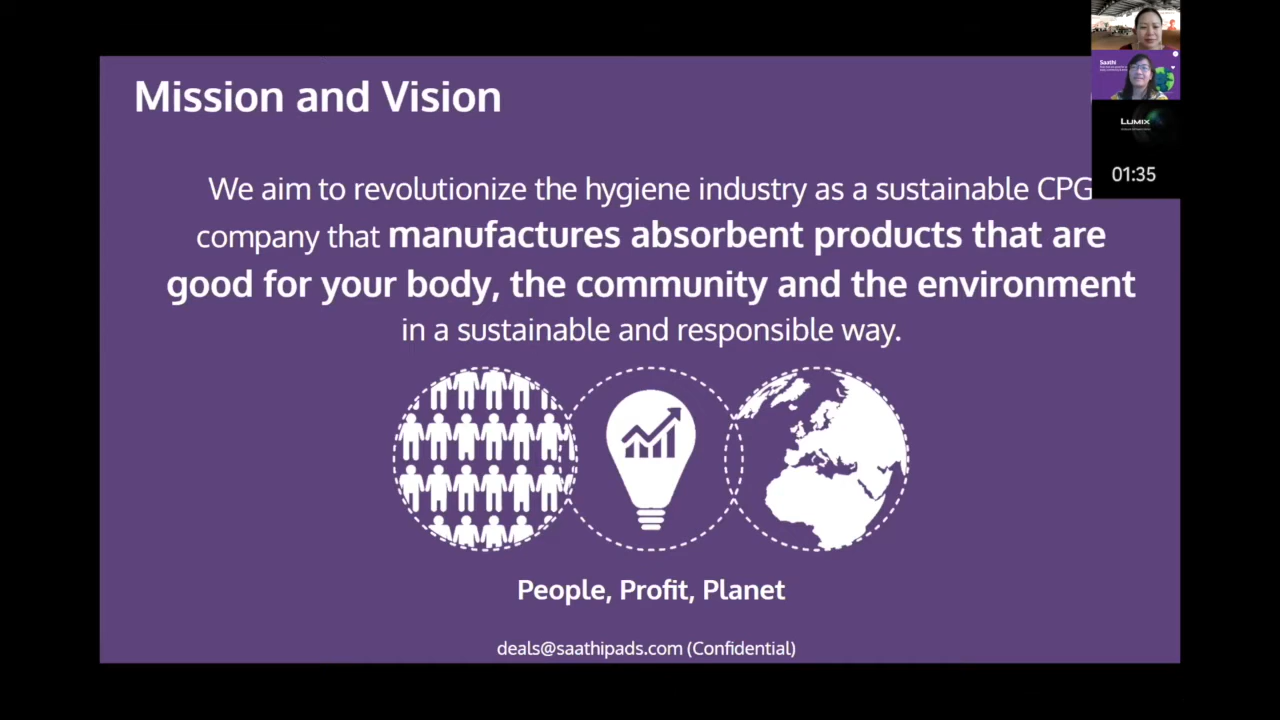 Mission and Vision
We aim to revolutionize the hygiene industry as a sustainable CPG
company that manufactures absorbent products that are
good for your body, the community and the environment
in a sustainable and responsible way.
People, Profit, Planet
deals@saathipads.com (Confidential)
Saathi
LUMIX
01:35